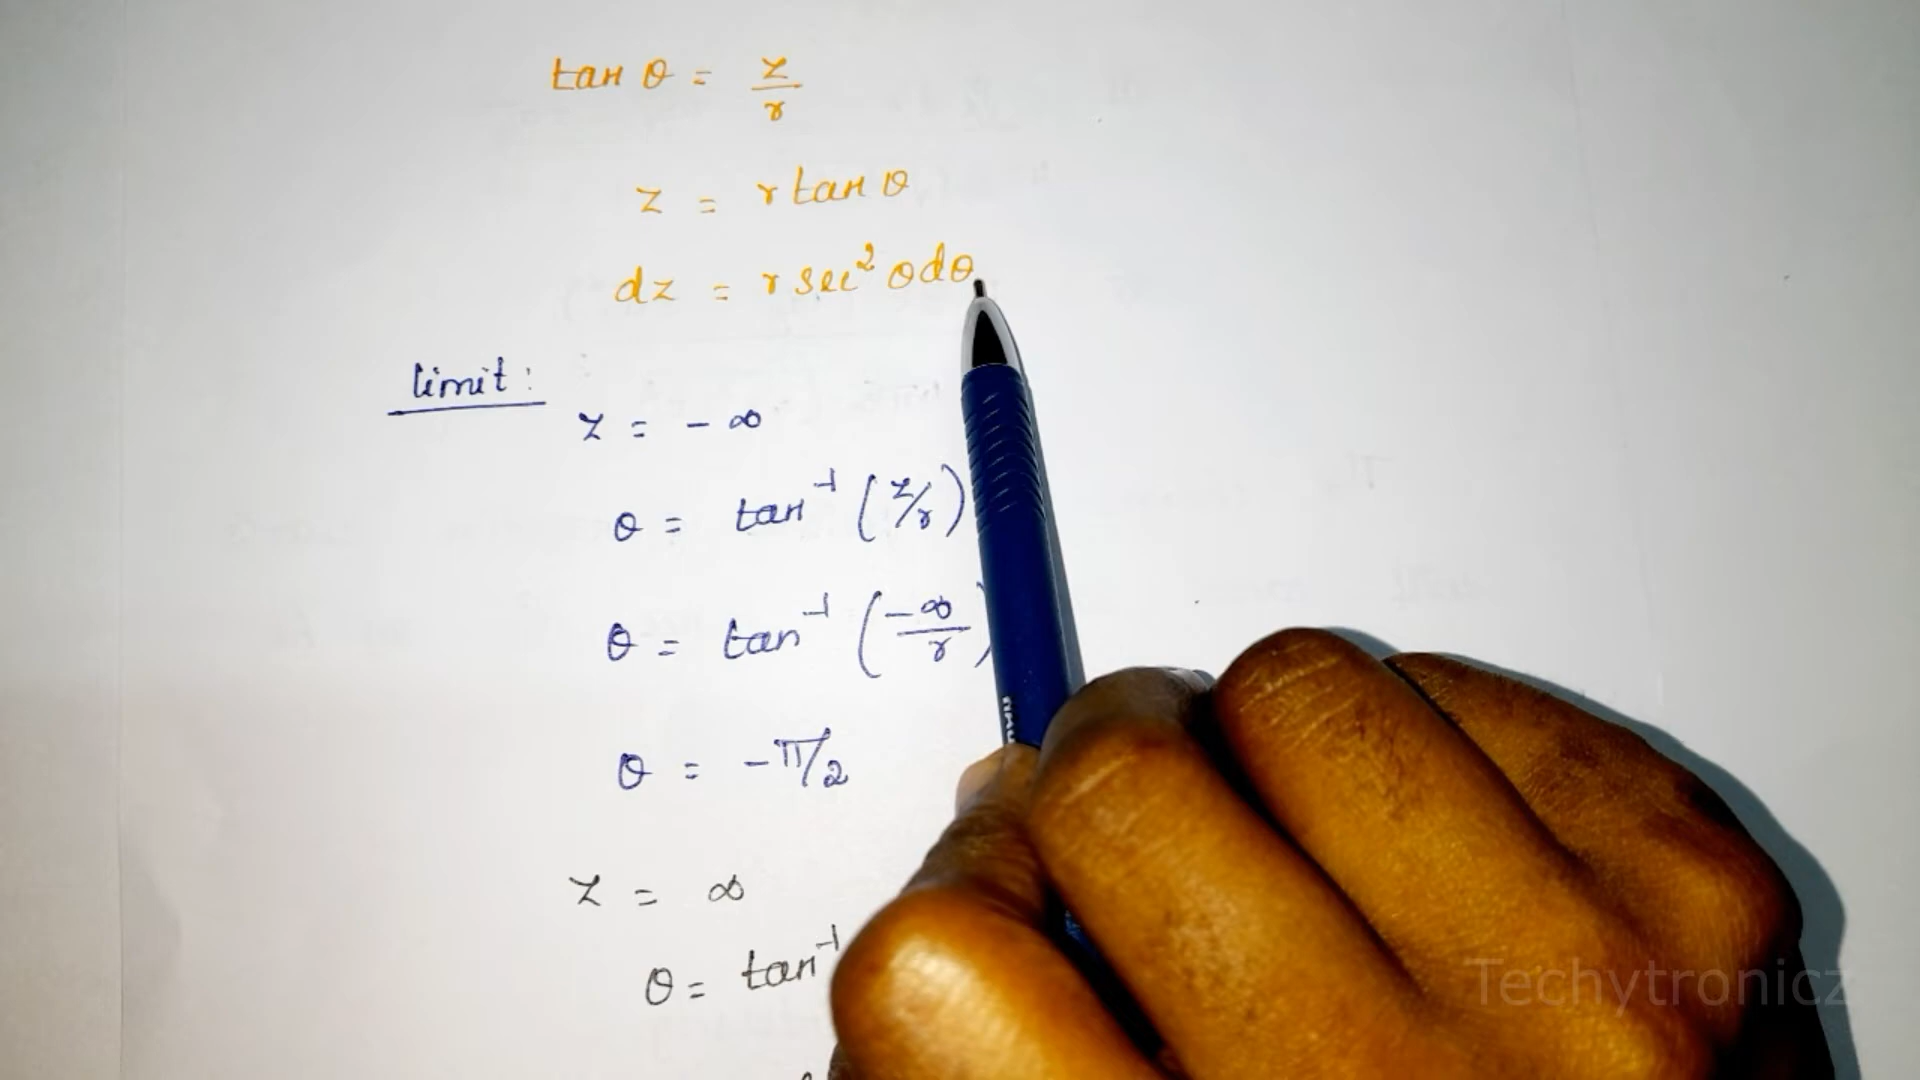 tan θ = z/r
z = r tan θ
dz = r sec² θ dθ
limit :
z = - ∞
θ = tan⁻¹ (z/r)
θ = tan⁻¹ (-∞/r)
θ = -π/2
z = ∞
θ = tan⁻¹
Techytronicz